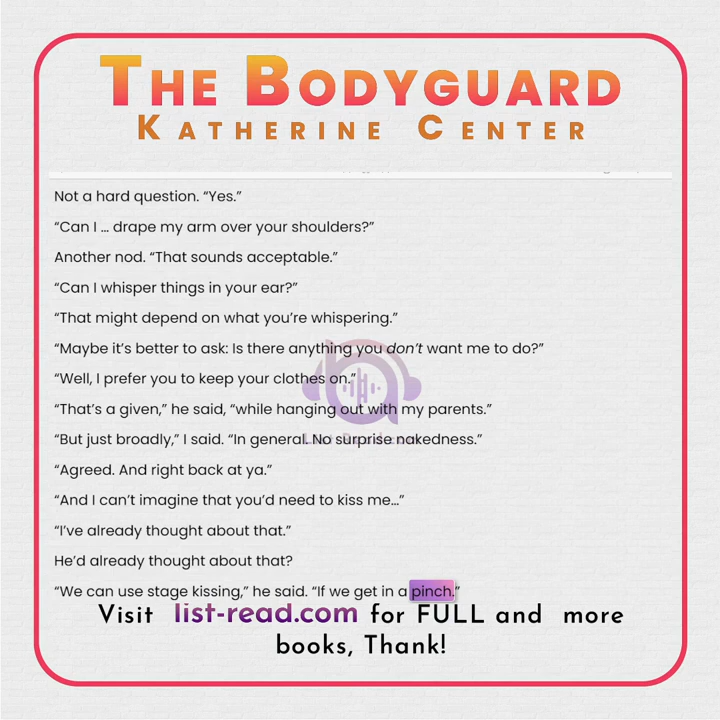 THE BODYGUARD
KATHERINE CENTER
Not a hard question. “Yes.”
“Can I … drape my arm over your shoulders?”
Another nod. “That sounds acceptable.”
“Can I whisper things in your ear?”
“That might depend on what you’re whispering.”
“Maybe it’s better to ask: Is there anything you don’t want me to do?”
“Well, I prefer you to keep your clothes on.”
“That’s a given,” he said, “while hanging out with my parents.”
“But just broadly,” I said. “In general. No surprise nakedness.”
“Agreed. And right back at ya.”
“And I can’t imagine that you’d need to kiss me…”
“I’ve already thought about that.”
He’d already thought about that?
“We can use stage kissing,” he said. “If we get in a pinch.”
Visit list-read.com for FULL and more
books, Thank!